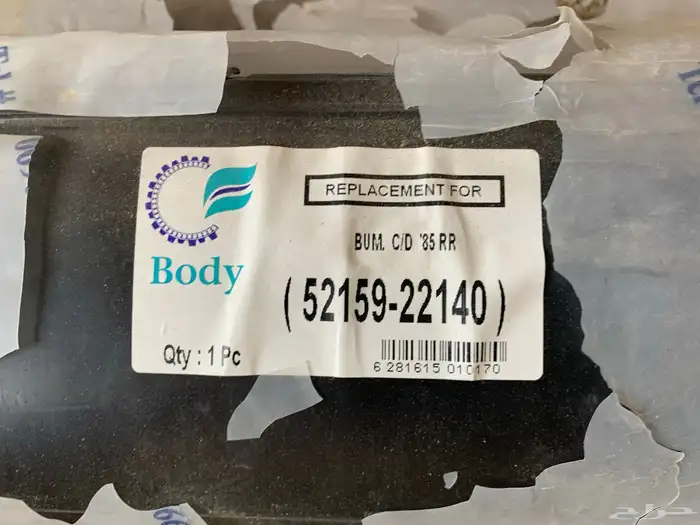 REPLACEMENT FOR
BUM. C/D '85 RR
(52159-22140)
Body
Qty : 1 Pc
6 281615 010170
حراج